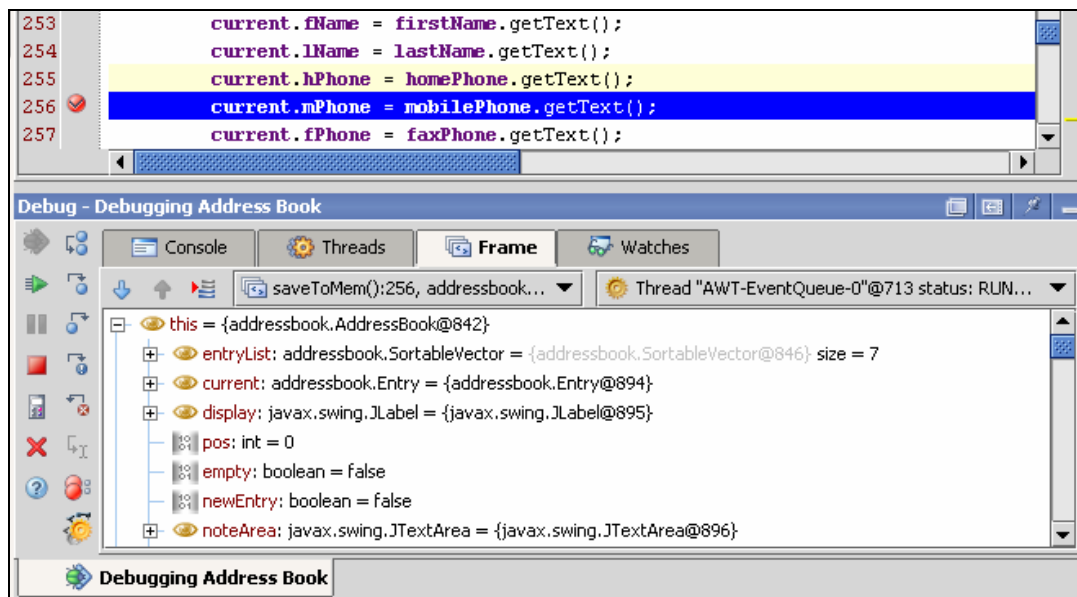 253 current.fName = firstName.getText();
254 current.lName = lastName.getText();
255 current.hPhone = homePhone.getText();
256 current.mPhone = mobilePhone.getText();
257 current.fPhone = faxPhone.getText();
Debug - Debugging Address Book
Console Threads Frame Watches
saveToMem():256, addressbook... Thread "AWT-EventQueue-0"@713 status: RUN...
this = {addressbook.AddressBook@842}
entryList: addressbook.SortableVector = {addressbook.SortableVector@846} size = 7
current: addressbook.Entry = {addressbook.Entry@894}
display: javax.swing.JLabel = {javax.swing.JLabel@895}
pos: int = 0
empty: boolean = false
newEntry: boolean = false
noteArea: javax.swing.JTextArea = {javax.swing.JTextArea@896}
Debugging Address Book